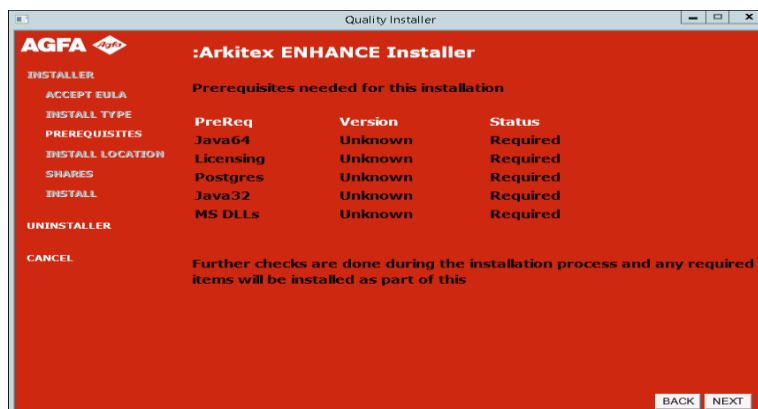 Quality Installer
AGFA Agfa
:Arkitex ENHANCE Installer
INSTALLER
ACCEPT EULA
INSTALL TYPE
PREREQUISITES
INSTALL LOCATION
SHARES
INSTALL
UNINSTALLER
CANCEL
Prerequisites needed for this installation
PreReq Version Status
Java64 Unknown Required
Licensing Unknown Required
Postgres Unknown Required
Java32 Unknown Required
MS DLLs Unknown Required
Further checks are done during the installation process and any required
items will be installed as part of this
BACK NEXT